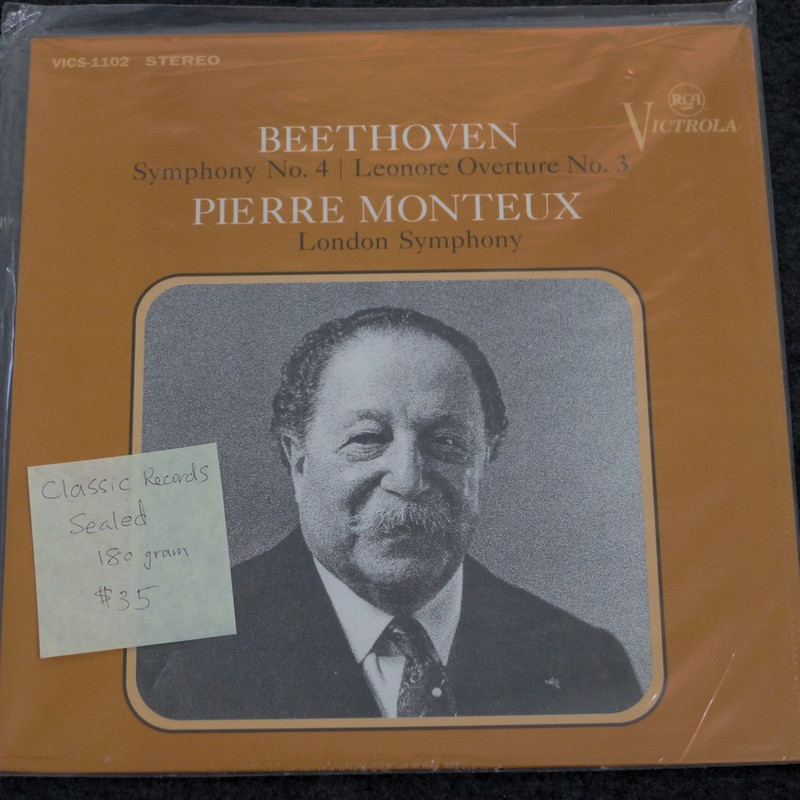 VICS-1102 STEREO
RCA
VICTROLA
BEETHOVEN
Symphony No. 4 | Leonore Overture No. 3
PIERRE MONTEUX
London Symphony
Classic Records
Sealed
180 gram
$35